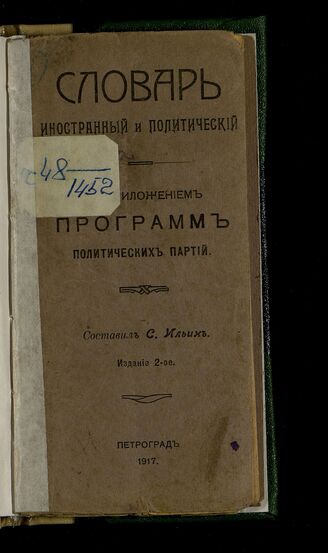 СЛОВАРЬ
ИНОСТРАННЫЙ и ПОЛИТИЧЕСКІЙ
48
1452
ИЛОЖЕНІЕМЪ
ПРОГРАММЪ
ПОЛИТИЧЕСКИХЪ ПАРТІЙ.
Составилъ С. Ильинъ.
Изданіе 2-ое.
ПЕТРОГРАДЪ
1917.